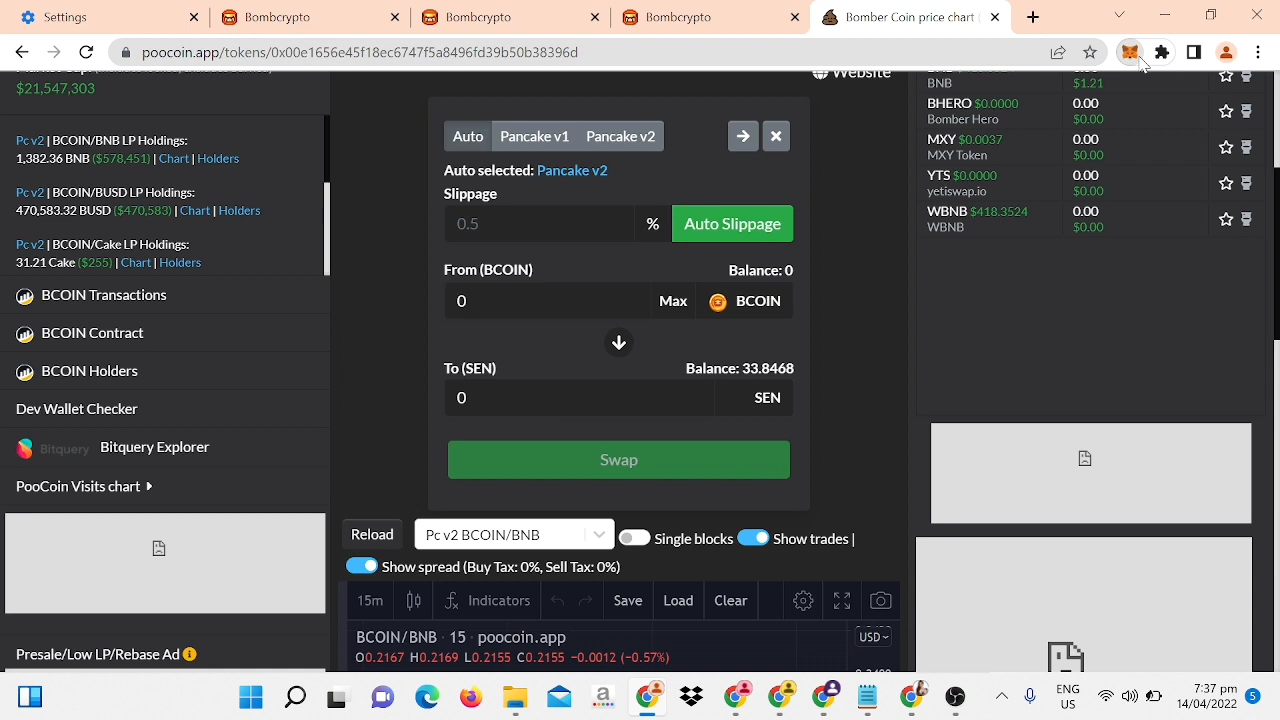 Settings
Bombcrypto
Bombcrypto
Bombcrypto
Bomber Coin price chart (
poocoin.app/tokens/0x00e1656e45f18ec6747f5a8496fd39b50b38396d
$21,547,303
Pc v2 | BCOIN/BNB LP Holdings:
1,382.36 BNB ($578,451) | Chart | Holders
Pc v2 | BCOIN/BUSD LP Holdings:
470,583.32 BUSD ($470,583) | Chart | Holders
Pc v2 | BCOIN/Cake LP Holdings:
31.21 Cake ($255) | Chart | Holders
BCOIN Transactions
BCOIN Contract
BCOIN Holders
Dev Wallet Checker
Bitquery Bitquery Explorer
PooCoin Visits chart
Presale/Low LP/Rebase Ad
Website
Auto Pancake v1 Pancake v2
Auto selected: Pancake v2
Slippage
0.5 % Auto Slippage
From (BCOIN) Balance: 0
0 Max BCOIN
To (SEN) Balance: 33.8468
0 SEN
Swap
Reload Pc v2 BCOIN/BNB Single blocks Show trades |
Show spread (Buy Tax: 0%, Sell Tax: 0%)
15m Indicators Save Load Clear
BCOIN/BNB · 15 · poocoin.app USD
O0.2167 H0.2169 L0.2155 C0.2155 −0.0012 (−0.57%)
BNB $1.21
BHERO $0.0000 0.00
Bomber Hero $0.00
MXY $0.0037 0.00
MXY Token $0.00
YTS $0.0000 0.00
yetiswap.io $0.00
WBNB $418.3524 0.00
WBNB $0.00
ENG
US
7:37 pm
14/04/2022
5